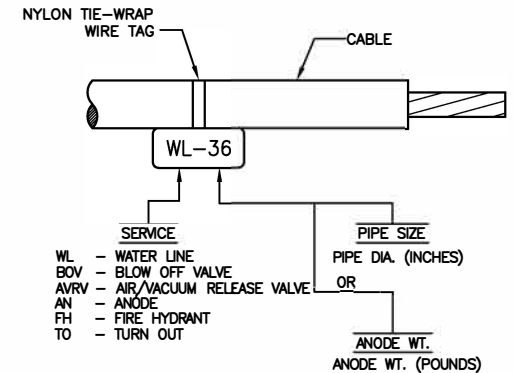 NYLON TIE-WRAP
WIRE TAG
CABLE
WL-36
SERVICE
WL - WATER LINE
BOV - BLOW OFF VALVE
AVRV - AIR/VACUUM RELEASE VALVE
AN - ANODE
FH - FIRE HYDRANT
TO - TURN OUT
PIPE SIZE
PIPE DIA. (INCHES)
OR
ANODE WT.
ANODE WT. (POUNDS)